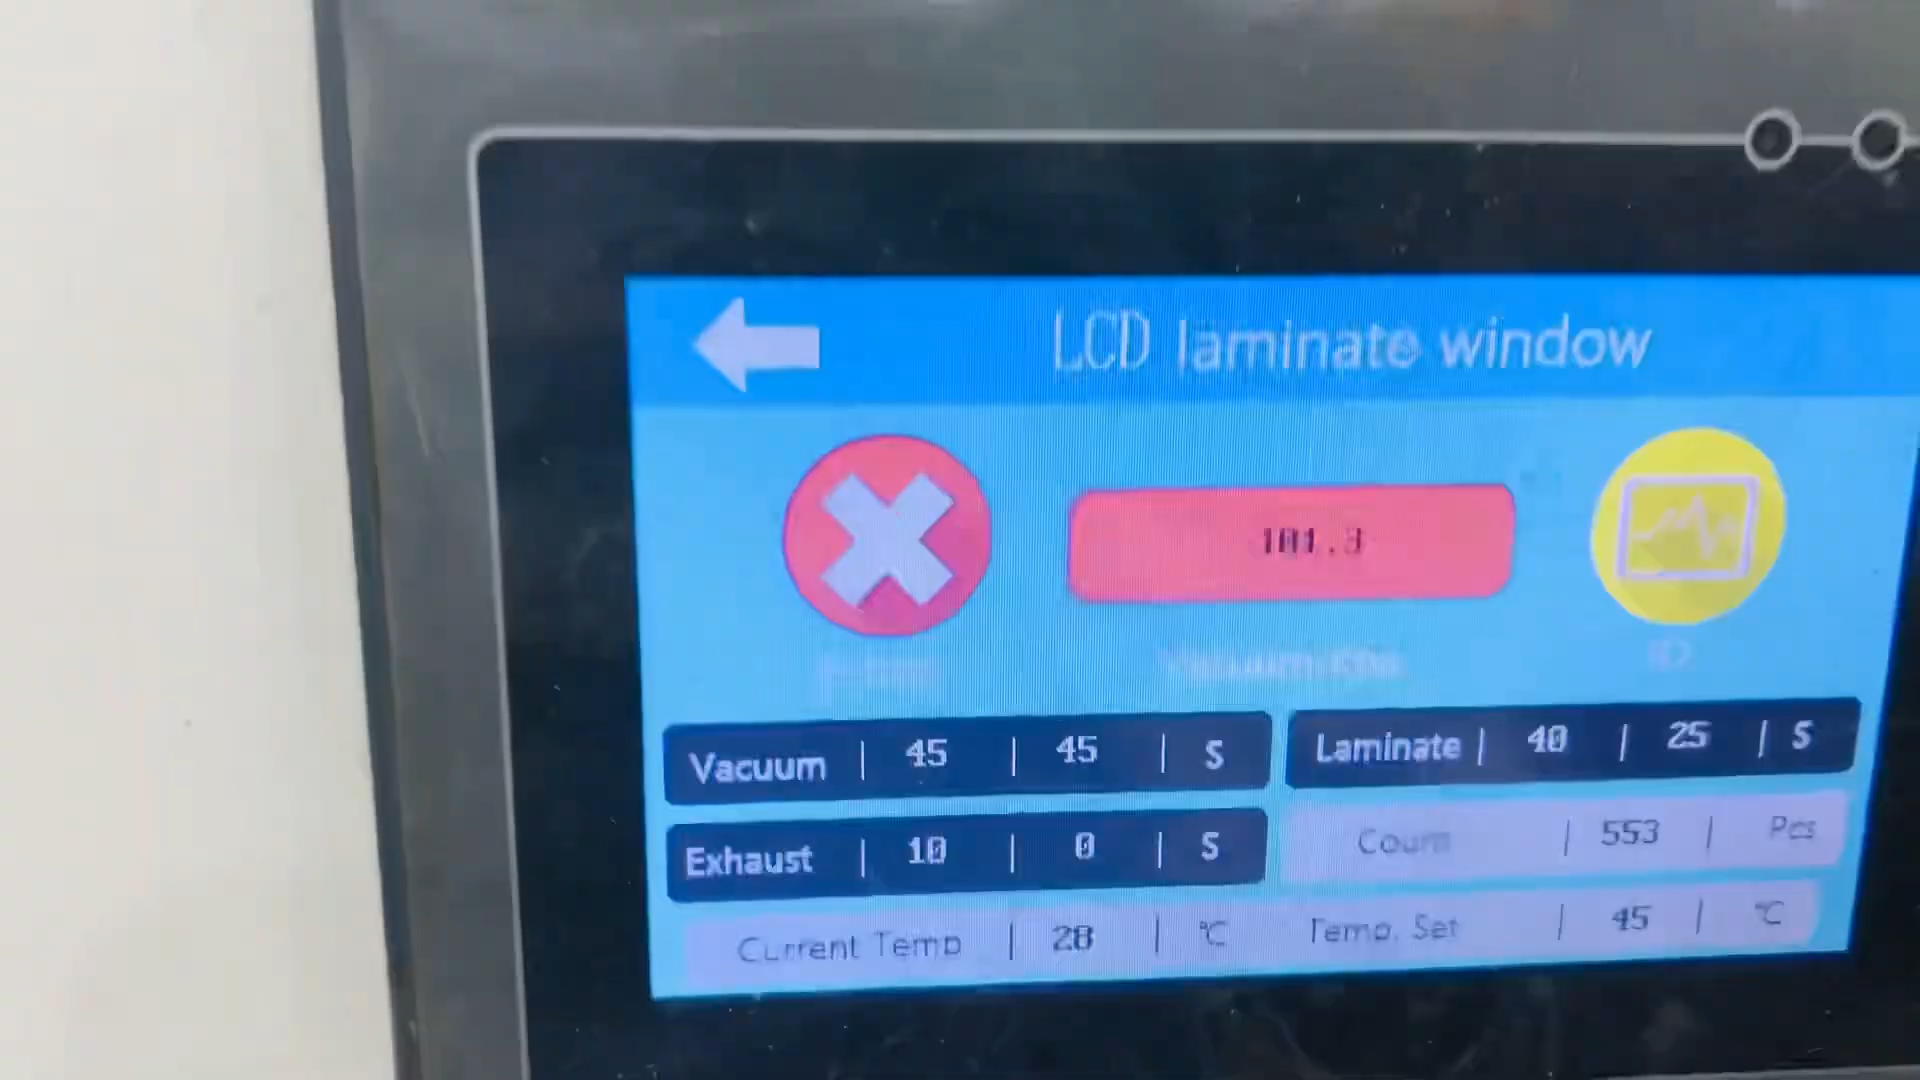 LCD laminate window
101.3
Vacuum | 45 | 45 | S
Laminate | 40 | 25 | S
Exhaust | 10 | 0 | S
Count | 553 | Pcs
Current Temp | 28 | ℃
Temp. Set | 45 | ℃